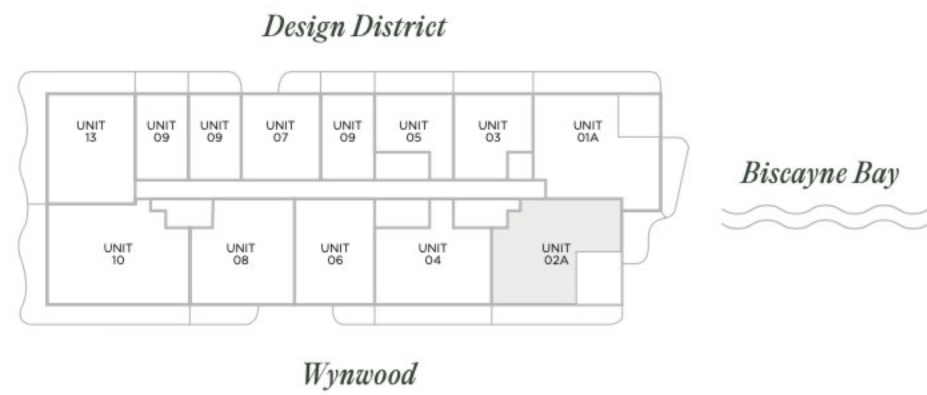 Design District
UNIT
13
UNIT
09
UNIT
09
UNIT
07
UNIT
09
UNIT
05
UNIT
03
UNIT
01A
Biscayne Bay
UNIT
10
UNIT
08
UNIT
06
UNIT
04
UNIT
02A
Wynwood